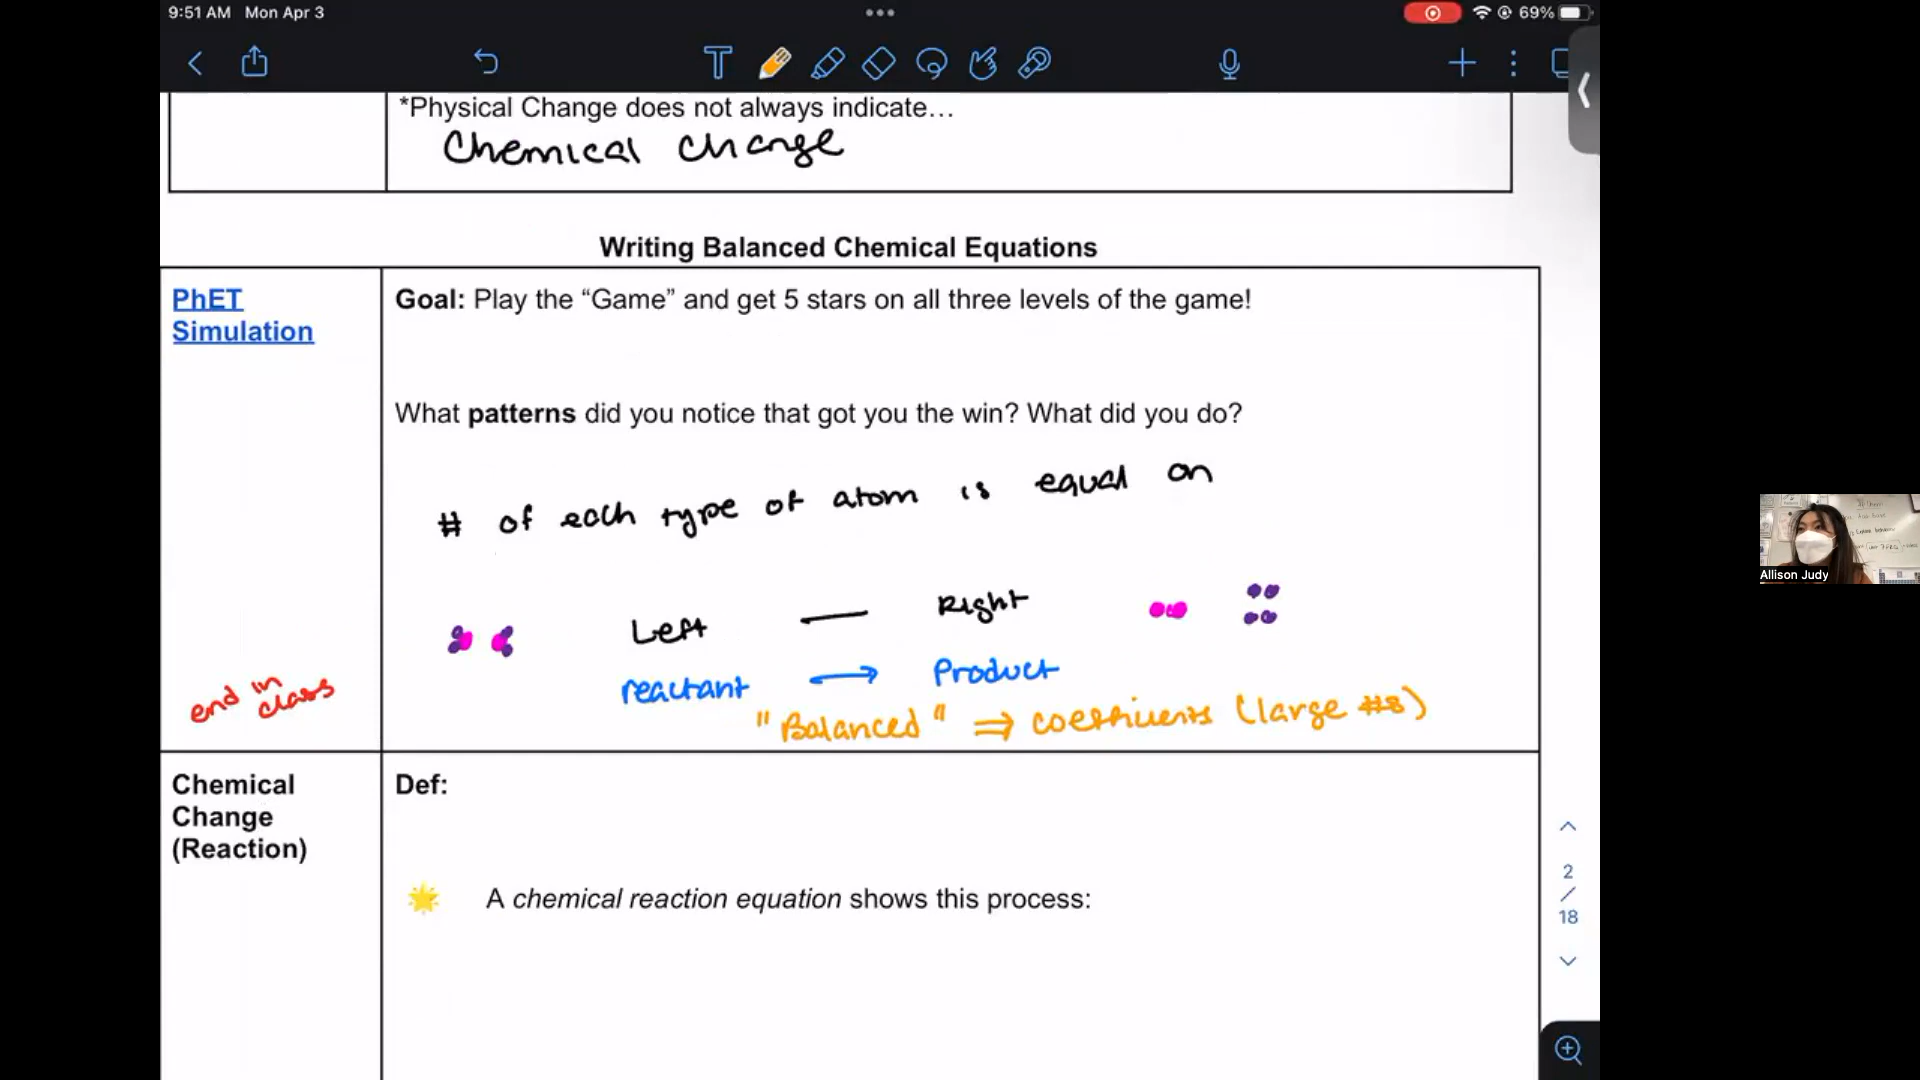 9:51 AM Mon Apr 3
69%
*Physical Change does not always indicate...
Chemical change
Writing Balanced Chemical Equations
PhET
Simulation
Goal: Play the “Game” and get 5 stars on all three levels of the game!
What patterns did you notice that got you the win? What did you do?
# of each type of atom is equal on
Left — Right
reactant → Product
"Balanced" ⇒ coefficients (large #s)
end in class
Chemical
Change
(Reaction)
Def:
A chemical reaction equation shows this process:
2
/
18
Allison Judy